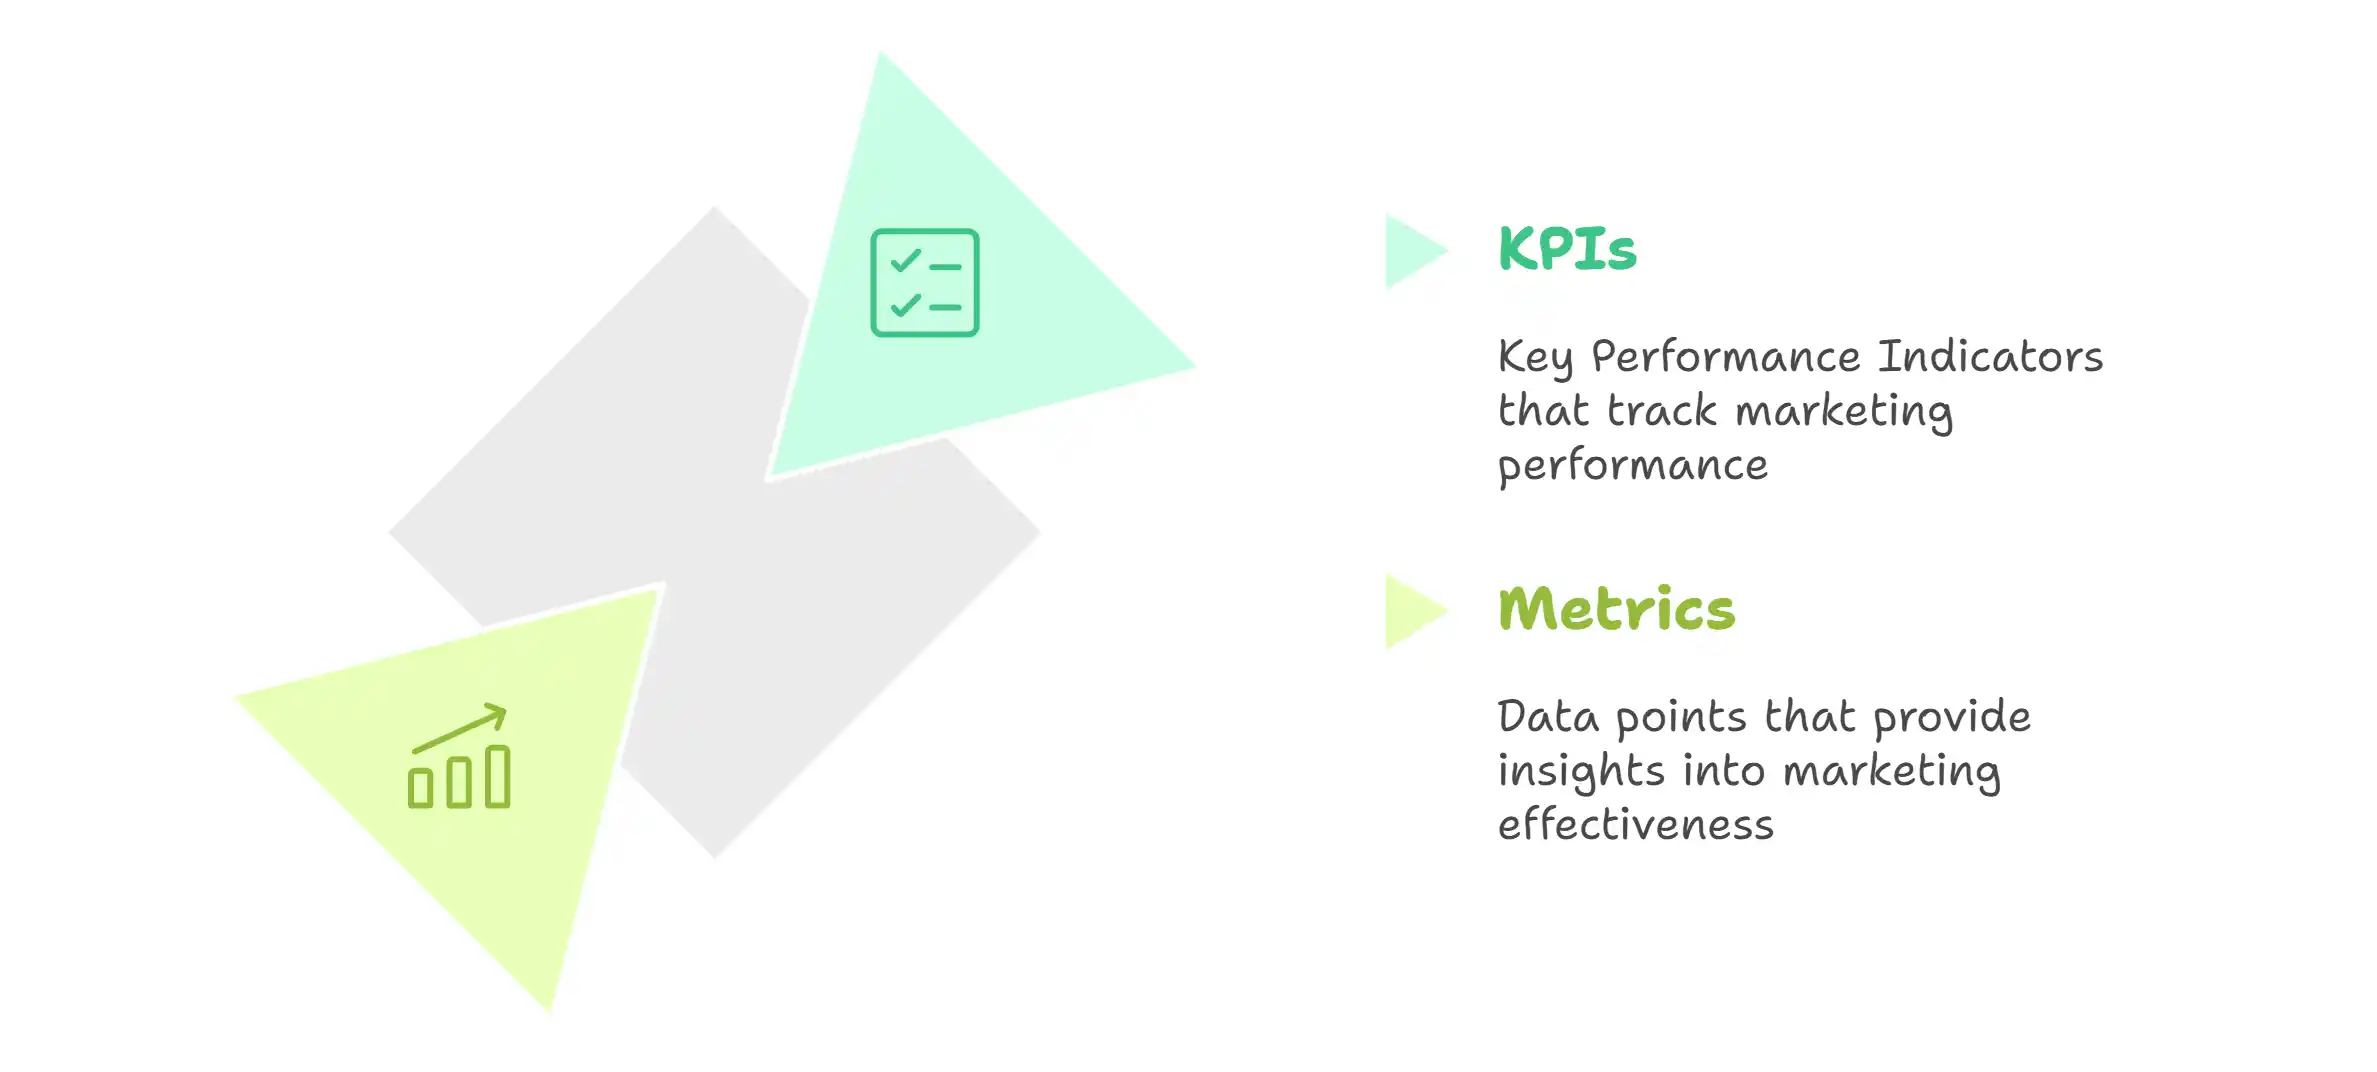 KPIs
Key Performance Indicators
that track marketing
performance
Metrics
Data points that provide
insights into marketing
effectiveness